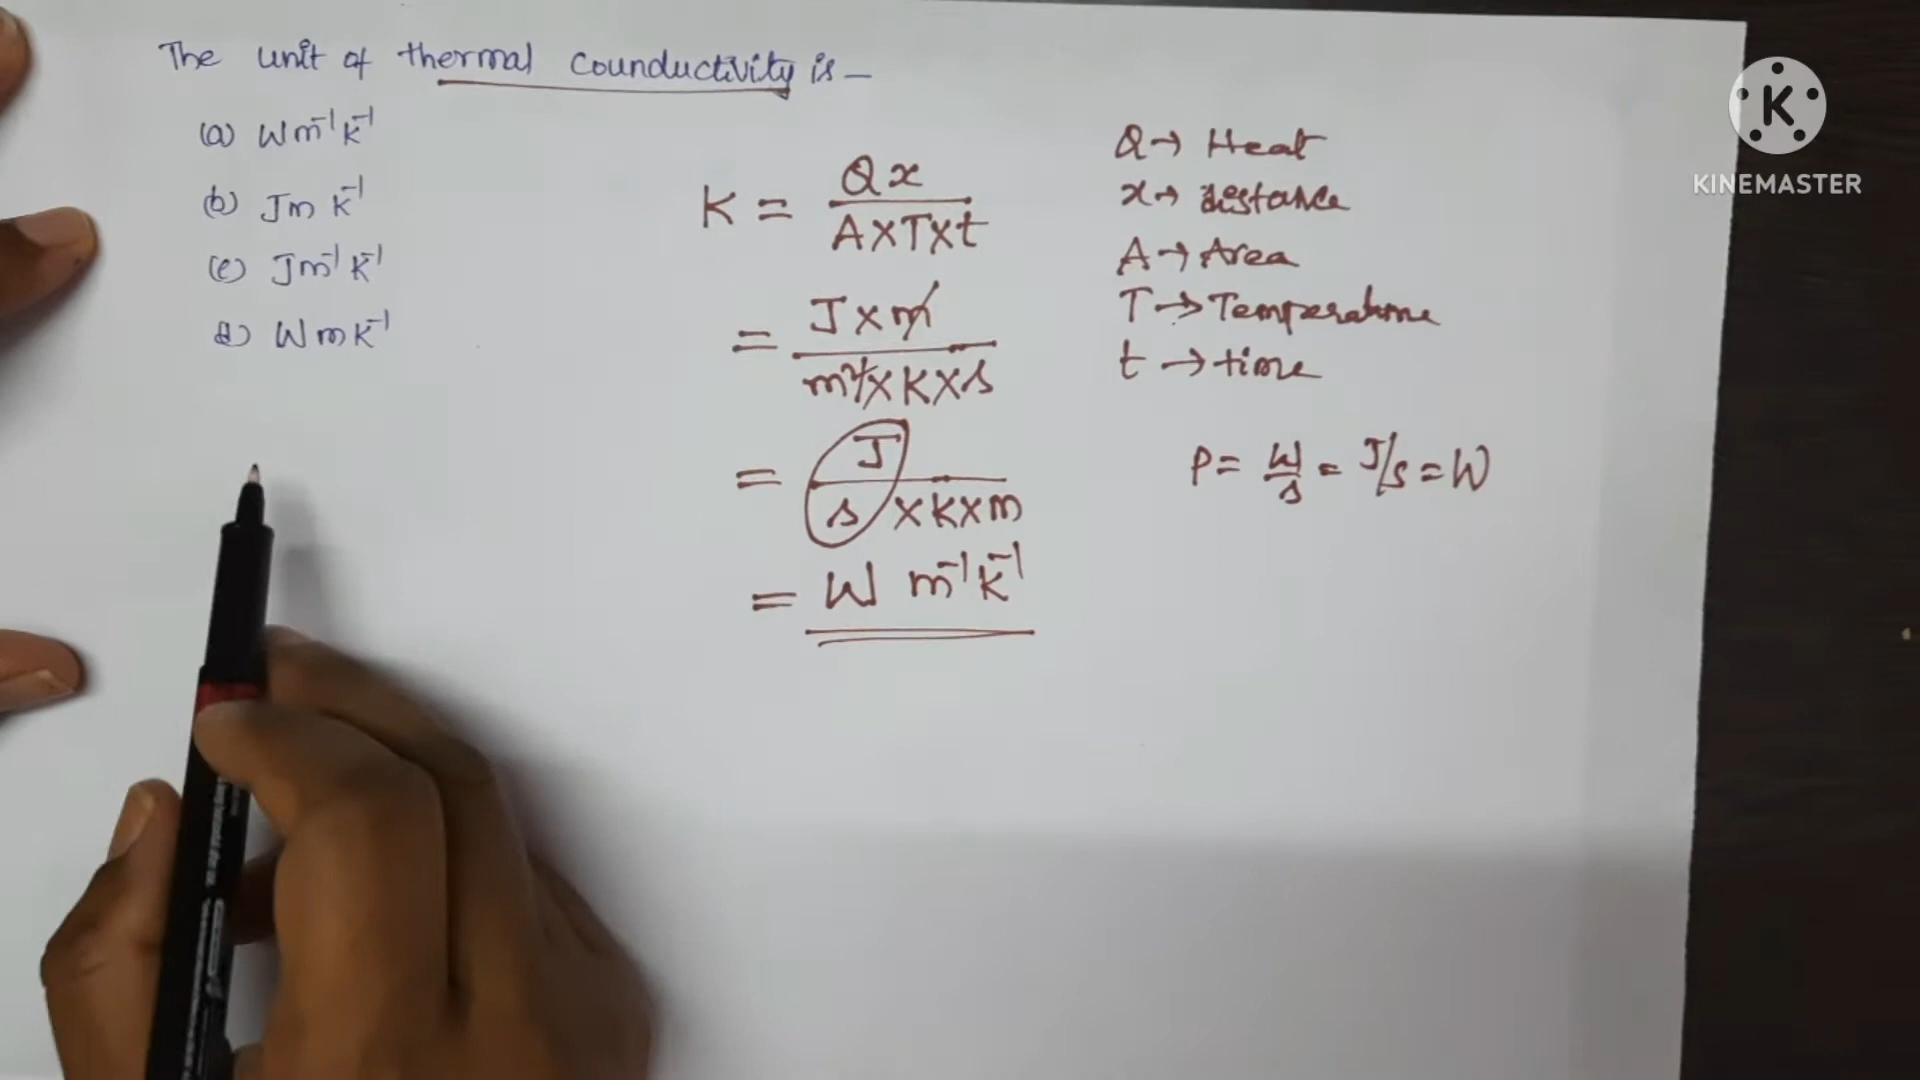 The unit of thermal counductivity is —
(a) W m⁻¹ K⁻¹
(b) J m K⁻¹
(c) J m⁻¹ K⁻¹
(d) W m K⁻¹
K = Qx / A×T×t
= J×m / m²×K×s
= J / s ×K×m
= W m⁻¹ K⁻¹
Q → Heat
x → distance
A → Area
T → Temperature
t → time
P = W/s = J/s = W
K
KINEMASTER